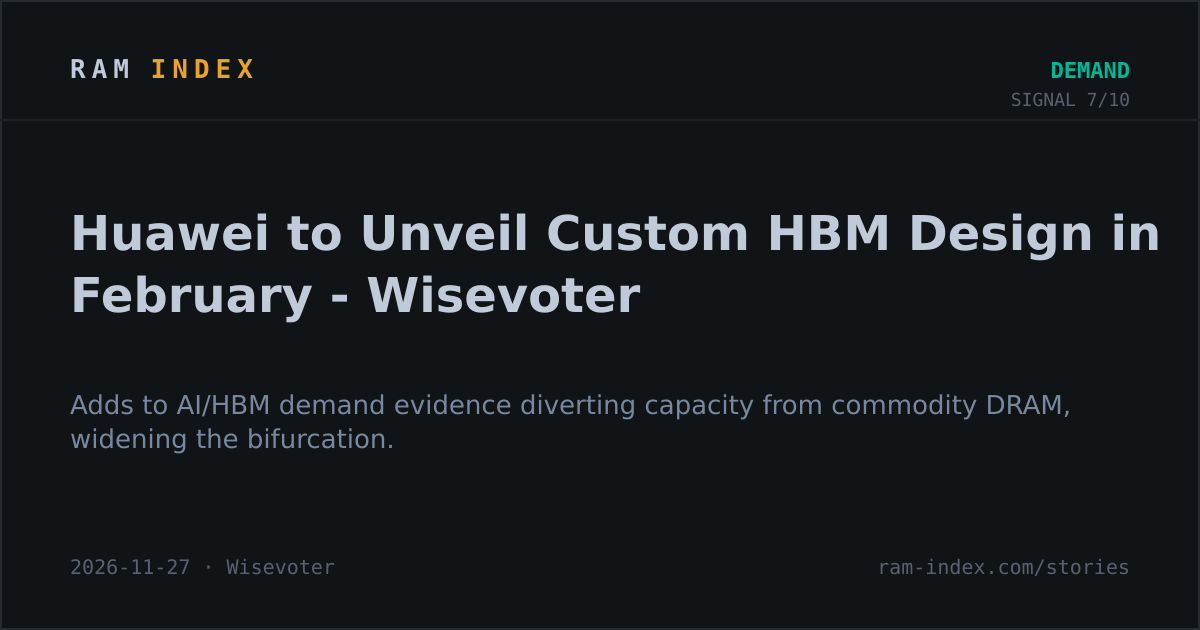 RAM INDEX
DEMAND
SIGNAL 7/10
Huawei to Unveil Custom HBM Design in
February - Wisevoter
Adds to AI/HBM demand evidence diverting capacity from commodity DRAM,
widening the bifurcation.
2026-11-27 · Wisevoter
ram-index.com/stories